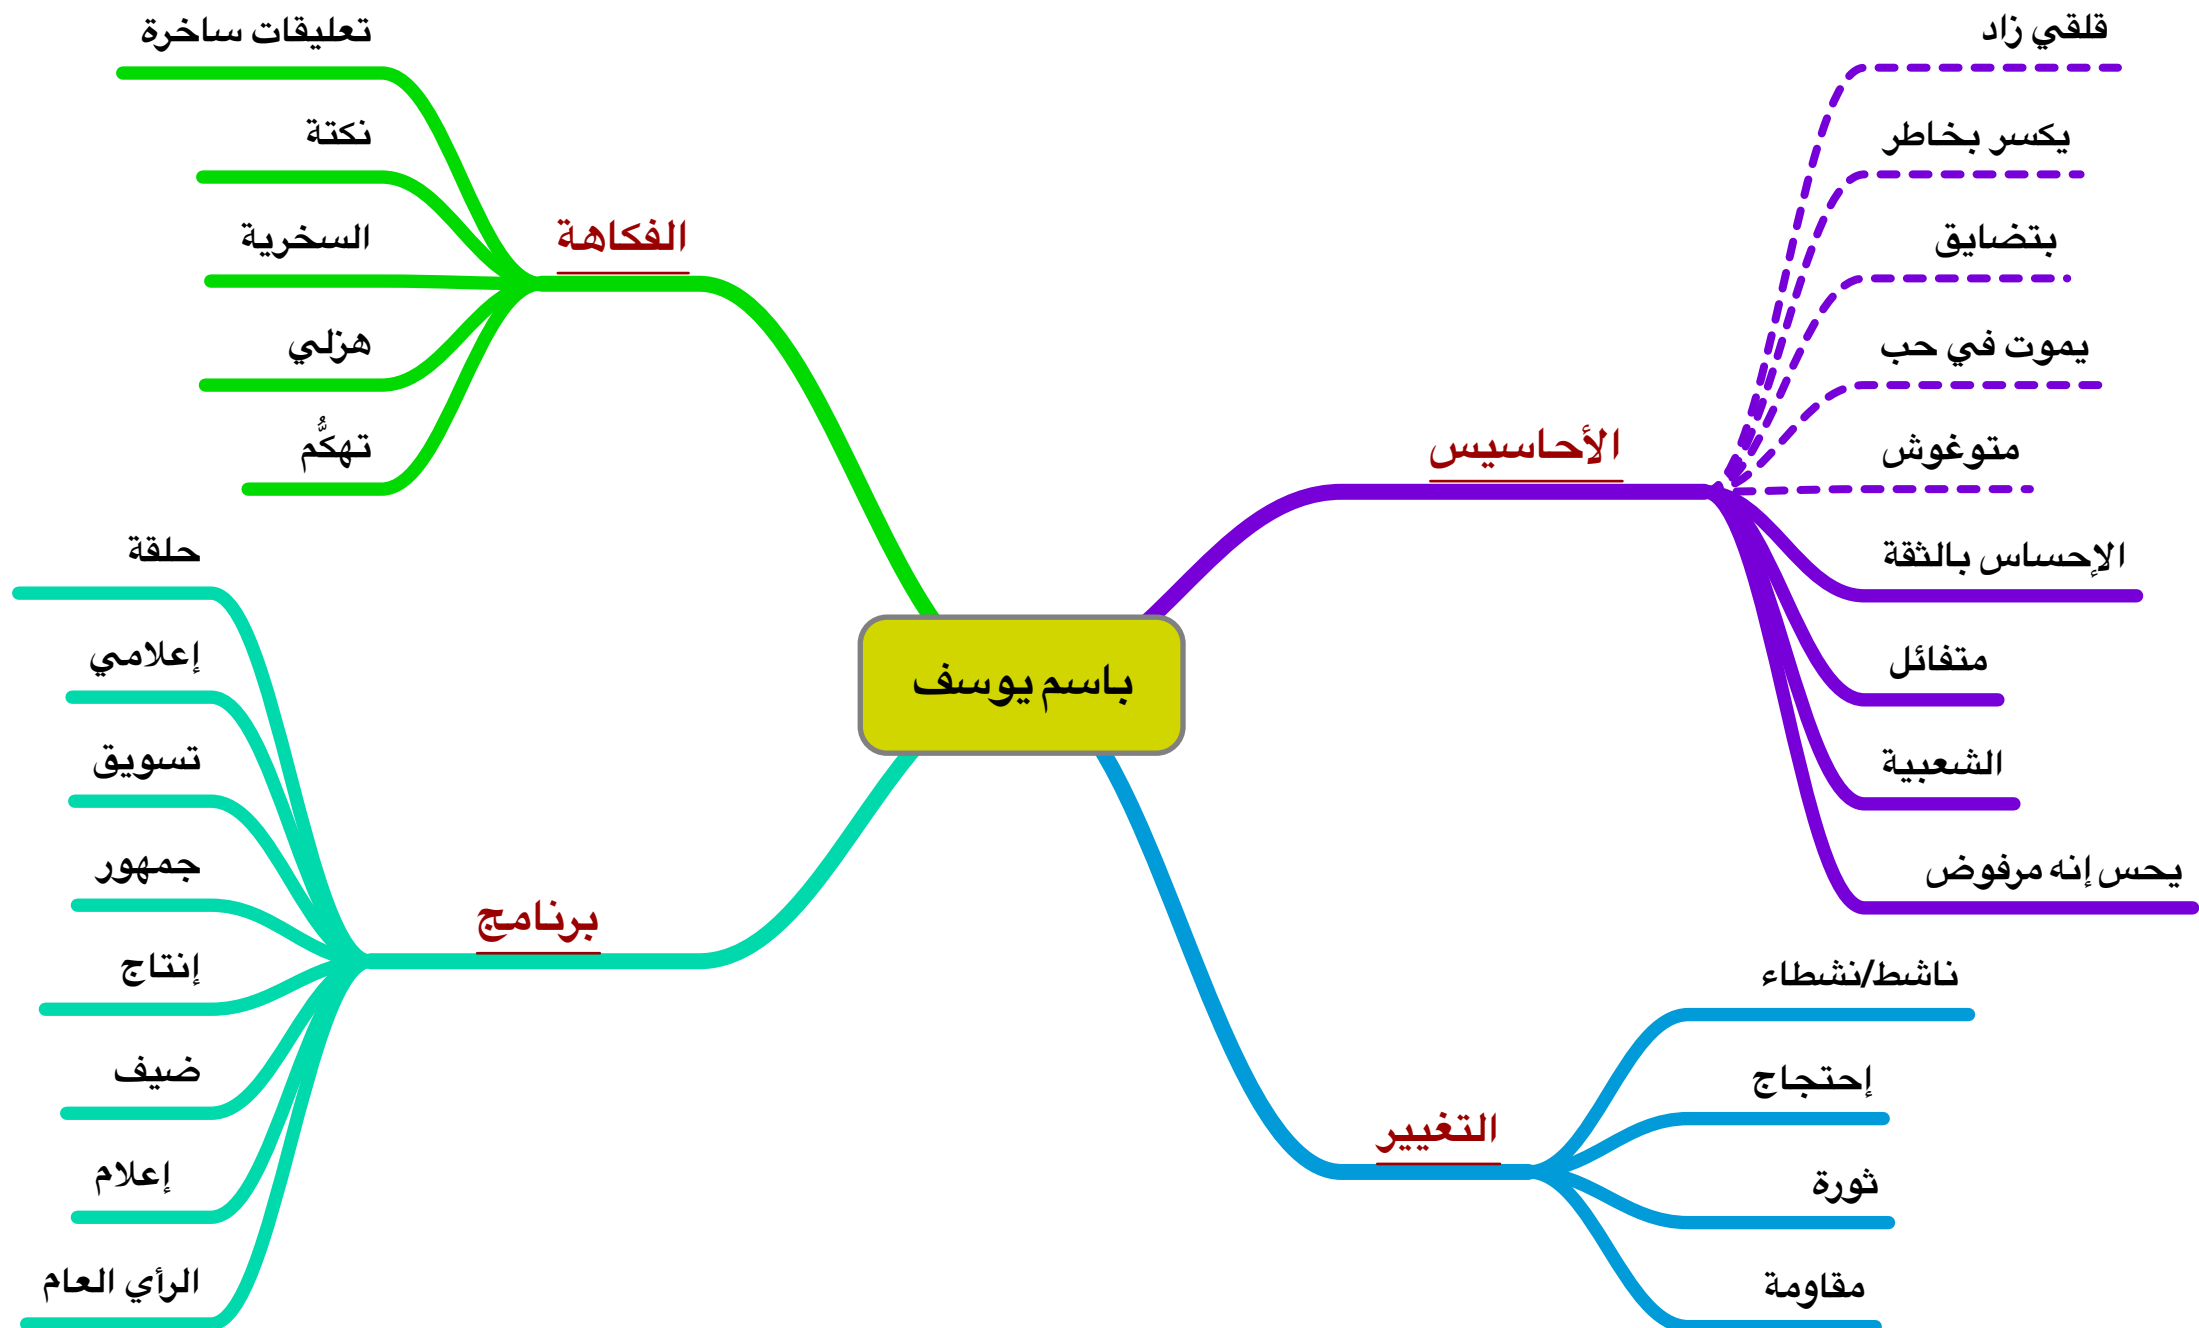 باسم يوسف
الأحاسيس
قلقي زاد
يكسر بخاطر
بتضايق
يموت في حب
متوغوش
الإحساس بالثقة
متفائل
الشعبية
يحس إنه مرفوض
التغيير
ناشط/نشطاء
إحتجاج
ثورة
مقاومة
الفكاهة
تعليقات ساخرة
نكتة
السخرية
هزلي
تهكُّم
برنامج
حلقة
إعلامي
تسويق
جمهور
إنتاج
ضيف
إعلام
الرأي العام